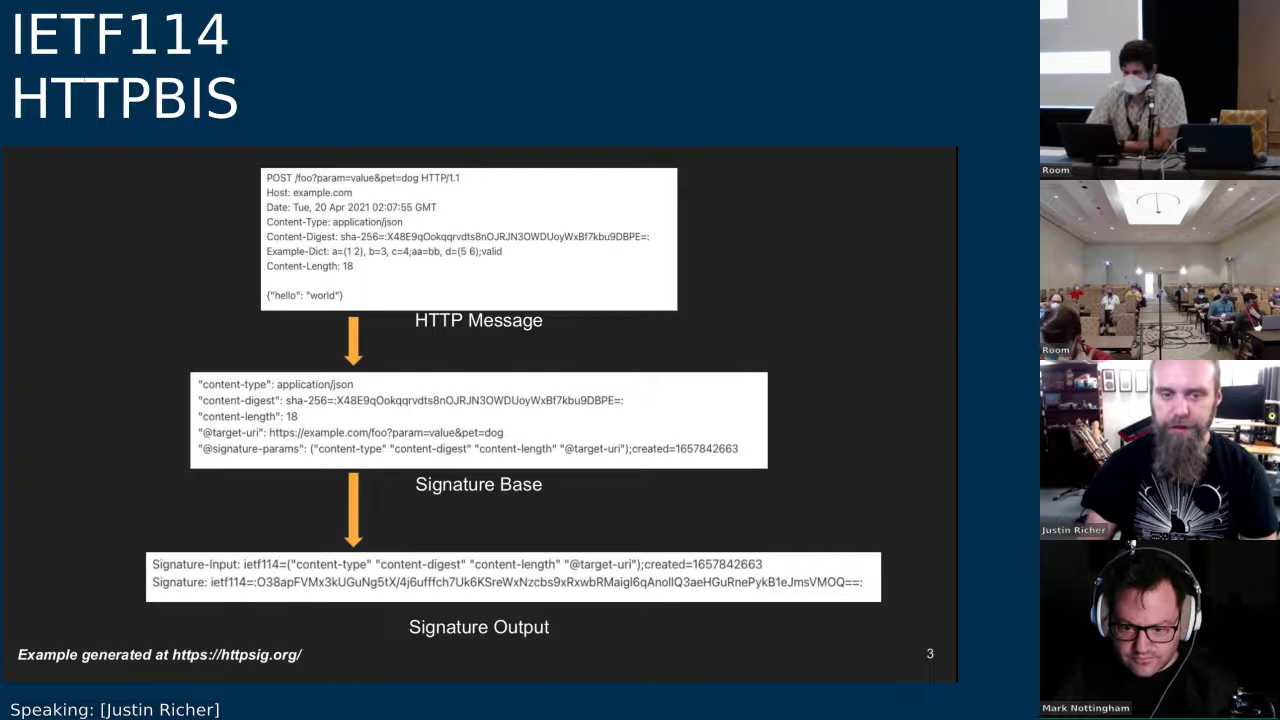 IETF114
HTTPBIS
POST /foo?param=value&pet=dog HTTP/1.1
Host: example.com
Date: Tue, 20 Apr 2021 02:07:55 GMT
Content-Type: application/json
Content-Digest: sha-256=:X48E9qOokqqrvdts8nOJRJN3OWDUoyWxBf7kbu9DBPE=:
Example-Dict: a=(1 2), b=3, c=4;aa=bb, d=(5 6);valid
Content-Length: 18
{"hello": "world"}
HTTP Message
"content-type": application/json
"content-digest": sha-256=:X48E9qOokqqrvdts8nOJRJN3OWDUoyWxBf7kbu9DBPE=:
"content-length": 18
"@target-uri": https://example.com/foo?param=value&pet=dog
"@signature-params": ("content-type" "content-digest" "content-length" "@target-uri");created=1657842663
Signature Base
Signature-Input: ietf114=("content-type" "content-digest" "content-length" "@target-uri");created=1657842663
Signature: ietf114=:O38apFVMx3kUGuNg5tX/4j6ufffch7Uk6KSreWxNzcbs9xRxwbRMaigl6qAnollQ3aeHGuRnePykB1eJmsVMOQ==:
Signature Output
Example generated at https://httpsig.org/
3
Speaking: [Justin Richer]
Room
Room
Justin Richer
Mark Nottingham